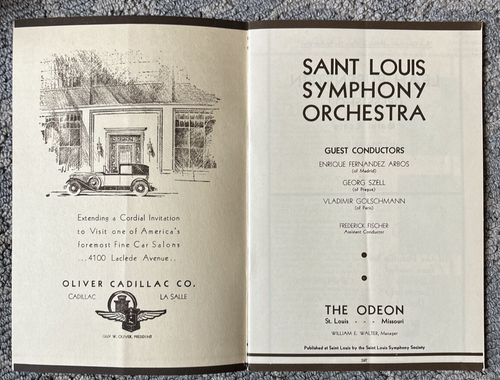 Extending a Cordial Invitation
to Visit one of America's
foremost Fine Car Salons
...4100 Laclede Avenue..
OLIVER CADILLAC CO.
CADILLAC LA SALLE
GUY W. OLIVER, PRESIDENT
SAINT LOUIS
SYMPHONY
ORCHESTRA
GUEST CONDUCTORS
ENRIQUE FERNANDEZ ARBOS
(of Madrid)
GEORG SZELL
(of Prague)
VLADIMIR GOLSCHMANN
(of Paris)
FREDERICK FISCHER
Assistant Conductor
THE ODEON
St. Louis - - - Missouri
WILLIAM E. WALTER, Manager
Published at Saint Louis by the Saint Louis Symphony Society